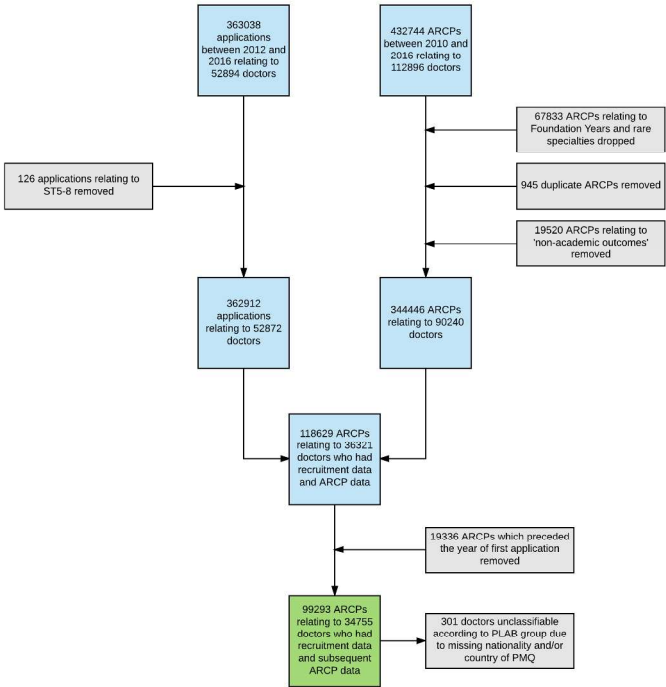 363038
applications
between 2012 and
2016 relating to
52894 doctors
432744 ARCPs
between 2010 and
2016 relating to
112896 doctors
67833 ARCPs relating to
Foundation Years and rare
specialties dropped
126 applications relating to
ST5-8 removed
945 duplicate ARCPs removed
19520 ARCPs relating to
'non-academic outcomes'
removed
362912
applications
relating to 52872
doctors
344446 ARCPs
relating to 90240
doctors
118629 ARCPs
relating to 36321
doctors who had
recruitment data
and ARCP data
19336 ARCPs which preceded
the year of first application
removed
99293 ARCPs
relating to 34755
doctors who had
recruitment data
and subsequent
ARCP data
301 doctors unclassifiable
according to PLAB group due
to missing nationality and/or
country of PMQ